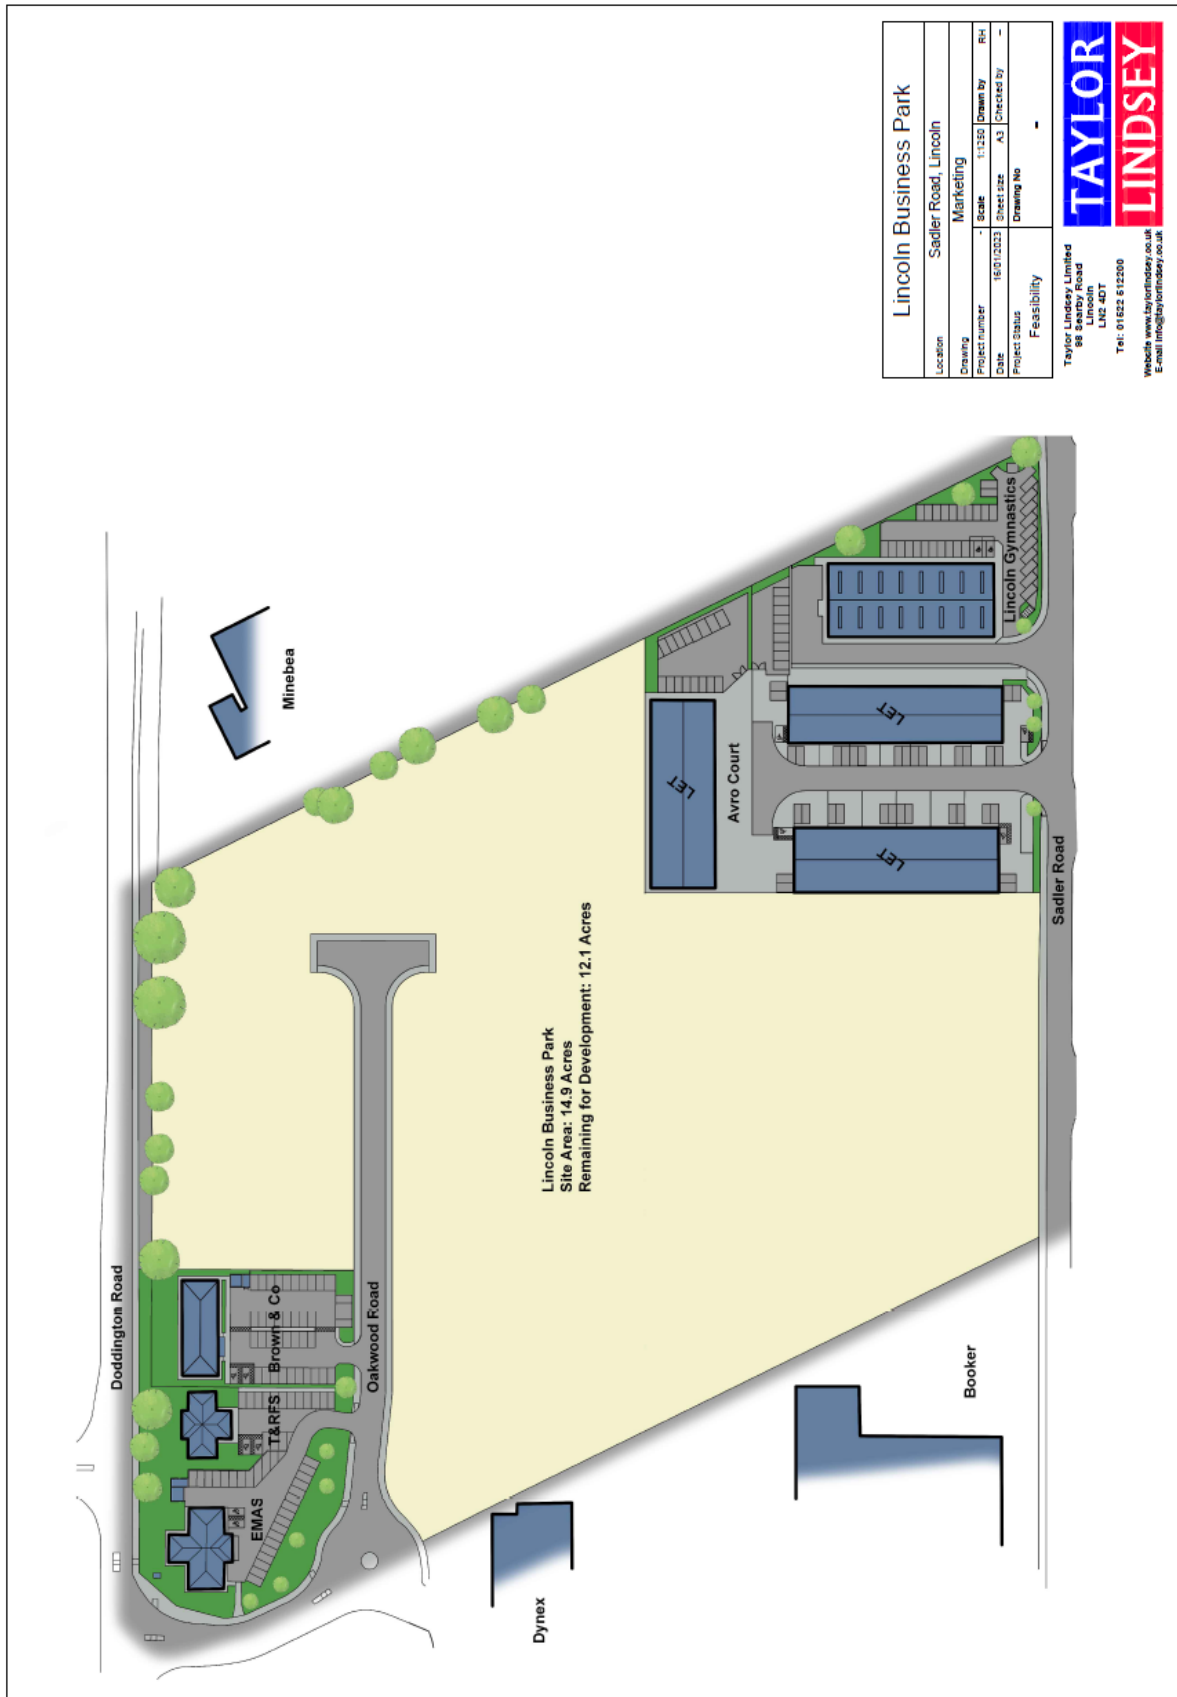 Lincoln Business Park
Location
Sadler Road, Lincoln
Drawing
Marketing
Project number - Scale 1:1250 Drawn by RH
Date 16/01/2023 Sheet size A3 Checked by –
Project Status
Feasibility
Drawing No
–
Taylor Lindsey Limited
98 Searby Road
Lincoln
LN2 4DT
Tel: 01522 512200
Website www.taylorlindsey.co.uk
E-mail info@taylorlindsey.co.uk
TAYLOR
LINDSEY
Doddington Road
Minebea
EMAS
T&RFS
Brown & Co
Oakwood Road
Lincoln Business Park
Site Area: 14.9 Acres
Remaining for Development: 12.1 Acres
LET
Avro Court
LET
LET
Lincoln Gymnastics
Dynex
Booker
Sadler Road